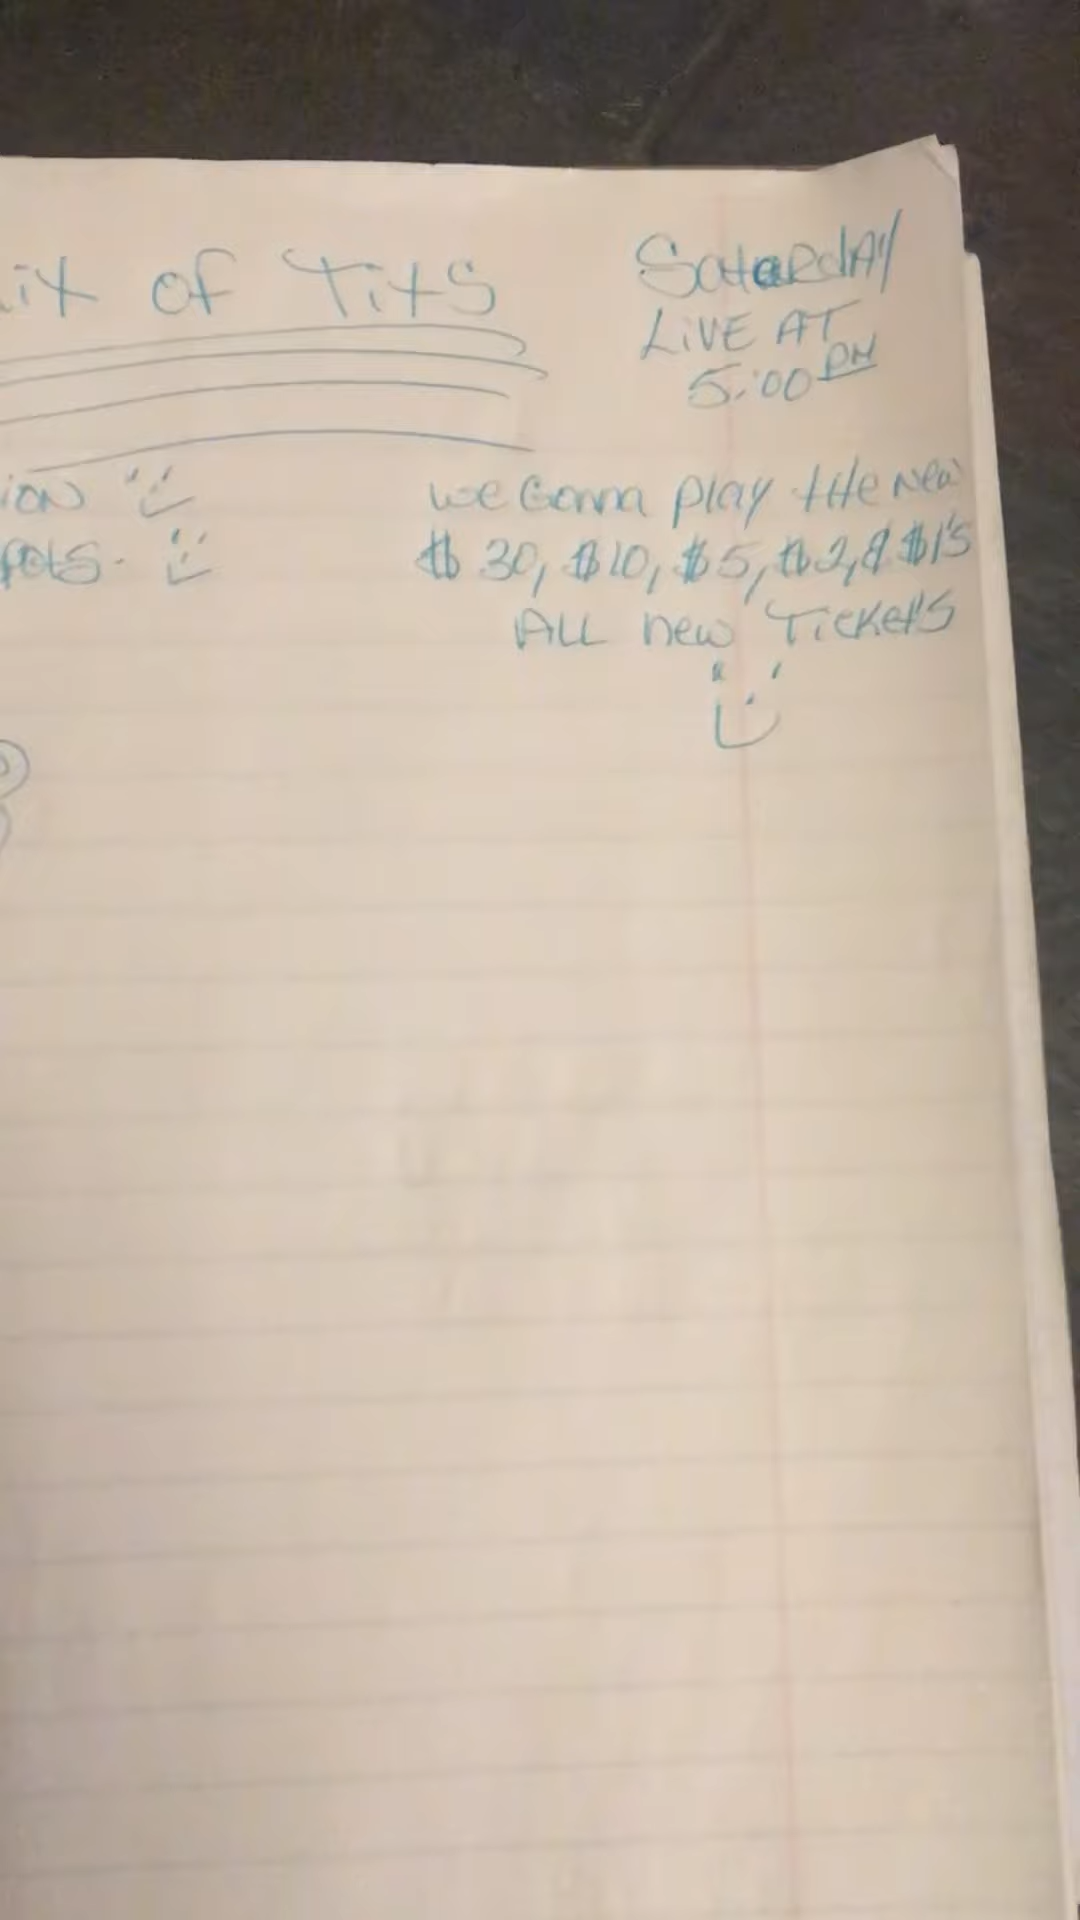 it of Tits
Saturday
LIVE AT
5:00 PM
ion
we Gonna play the New
pots.
$30, $10, $5, $2, & $1's
ALL new Tickets